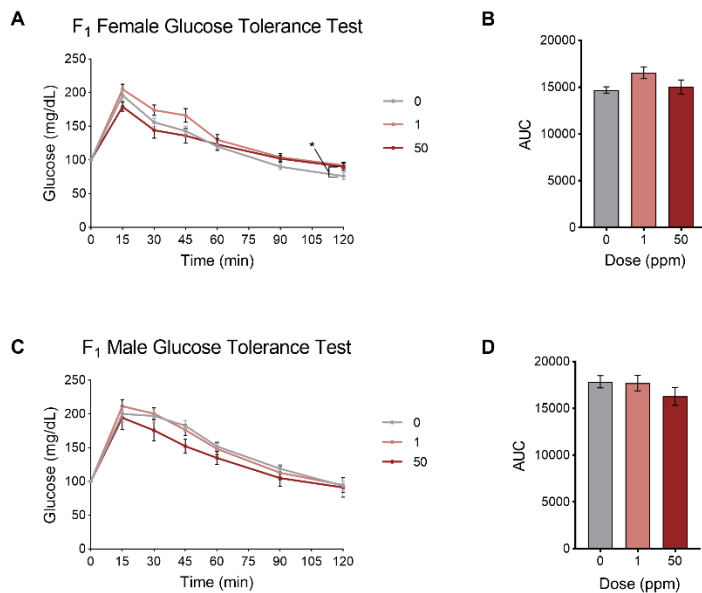 A
F₁ Female Glucose Tolerance Test
Glucose (mg/dL)
250
200
150
100
50
0
0 15 30 45 60 75 90 105 120
Time (min)
*
0
1
50
B
AUC
20000
15000
10000
5000
0
0 1 50
Dose (ppm)
C
F₁ Male Glucose Tolerance Test
Glucose (mg/dL)
250
200
150
100
50
0
0 15 30 45 60 75 90 105 120
Time (min)
0
1
50
D
AUC
20000
15000
10000
5000
0
0 1 50
Dose (ppm)